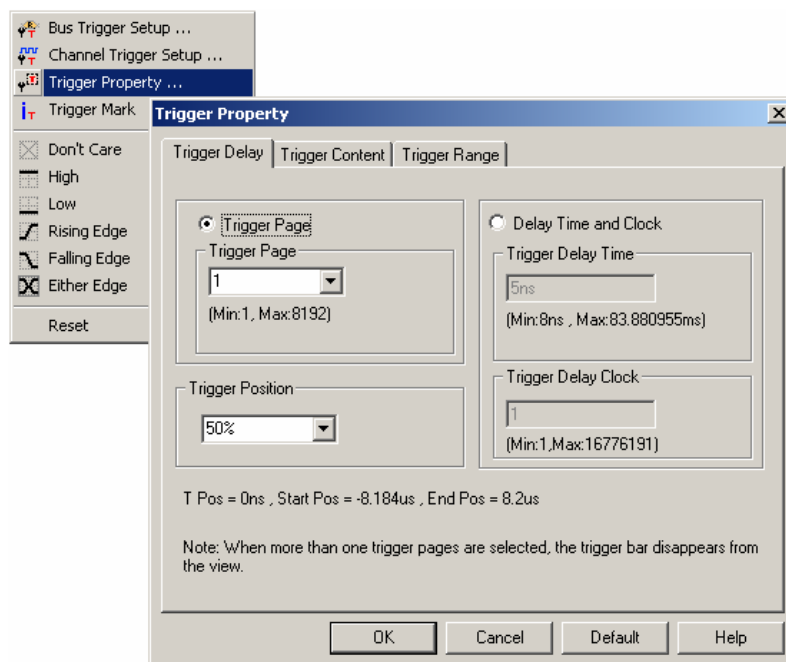 Bus Trigger Setup ...
Channel Trigger Setup ...
Trigger Property ...
Trigger Mark
Don't Care
High
Low
Rising Edge
Falling Edge
Either Edge
Reset
Trigger Property
Trigger Delay
Trigger Content
Trigger Range
Trigger Page
Trigger Page
1
(Min:1, Max:8192)
Trigger Position
50%
Delay Time and Clock
Trigger Delay Time
5ns
(Min:8ns , Max:83.880955ms)
Trigger Delay Clock
1
(Min:1,Max:16776191)
T Pos = 0ns , Start Pos = -8.184us , End Pos = 8.2us
Note: When more than one trigger pages are selected, the trigger bar disappears from
the view.
OK
Cancel
Default
Help